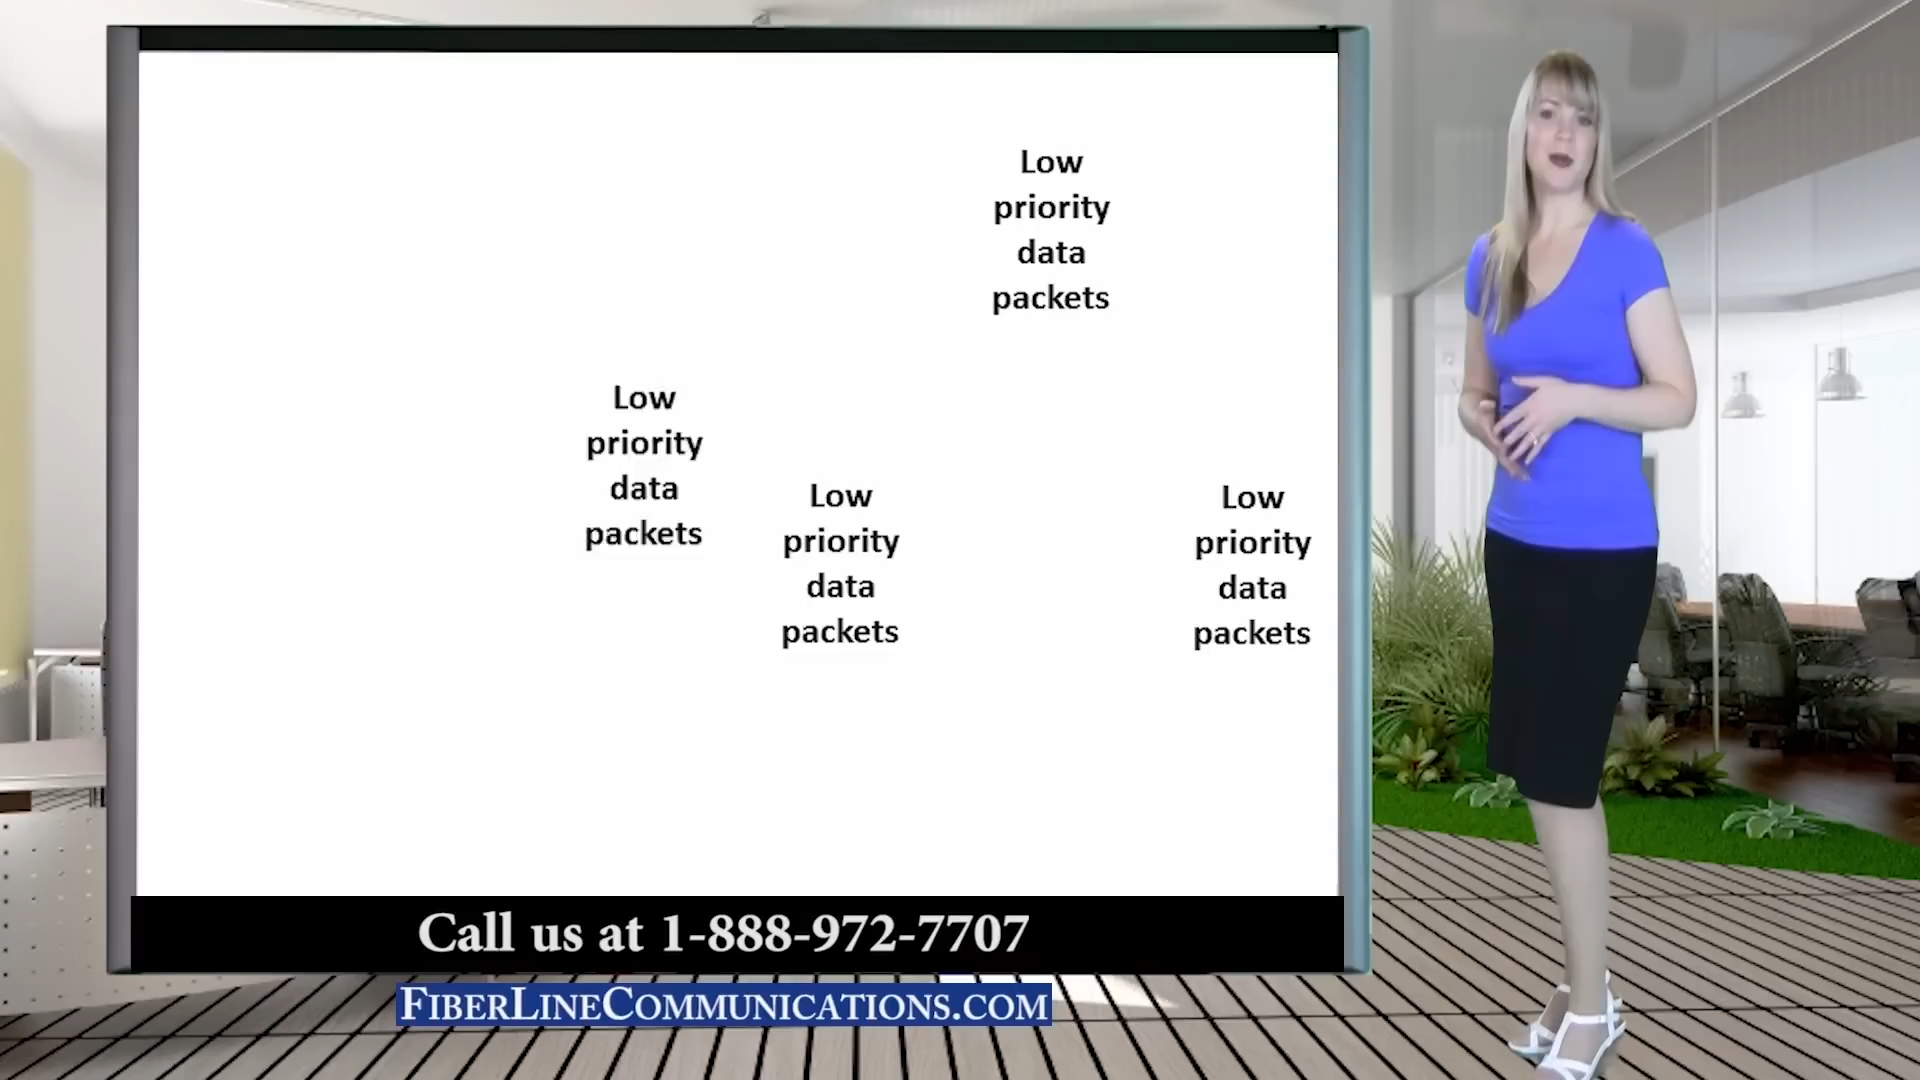 Low
priority
data
packets
Low
priority
data
packets
Low
priority
data
packets
Low
priority
data
packets
Call us at 1-888-972-7707
FIBERLINECOMMUNICATIONS.COM